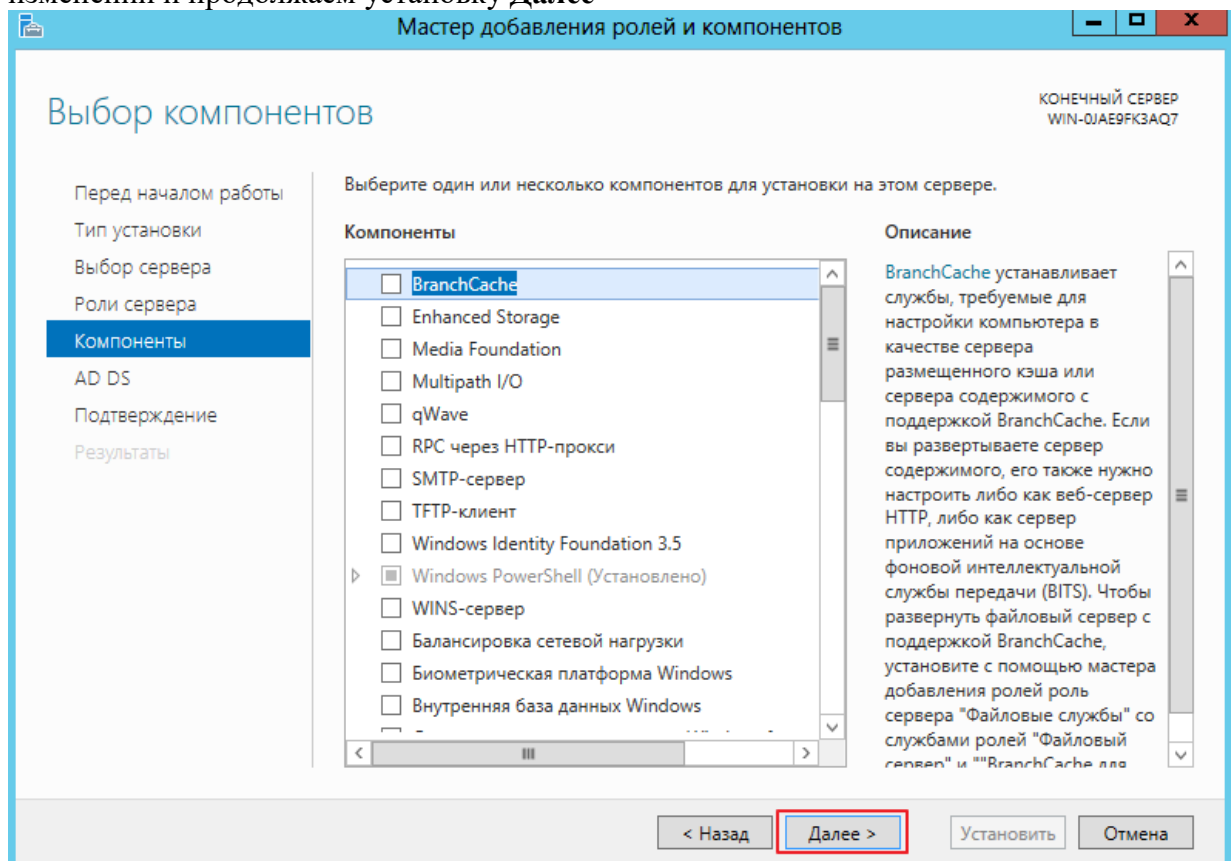 изменений и продолжаем установку Далее
Мастер добавления ролей и компонентов
Выбор компонентов
КОНЕЧНЫЙ СЕРВЕР
WIN-0JAE9FK3AQ7
Перед началом работы
Тип установки
Выбор сервера
Роли сервера
Компоненты
AD DS
Подтверждение
Результаты
Выберите один или несколько компонентов для установки на этом сервере.
Компоненты
BranchCache
Enhanced Storage
Media Foundation
Multipath I/O
qWave
RPC через HTTP-прокси
SMTP-сервер
TFTP-клиент
Windows Identity Foundation 3.5
Windows PowerShell (Установлено)
WINS-сервер
Балансировка сетевой нагрузки
Биометрическая платформа Windows
Внутренняя база данных Windows
Описание
BranchCache устанавливает
службы, требуемые для
настройки компьютера в
качестве сервера
размещенного кэша или
сервера содержимого с
поддержкой BranchCache. Если
вы развертываете сервер
содержимого, его также нужно
настроить либо как веб-сервер
HTTP, либо как сервер
приложений на основе
фоновой интеллектуальной
службы передачи (BITS). Чтобы
развернуть файловый сервер с
поддержкой BranchCache,
установите с помощью мастера
добавления ролей роль
сервера "Файловые службы" со
службами ролей "Файловый
сервер" и ""BranchCache для
< Назад
Далее >
Установить
Отмена